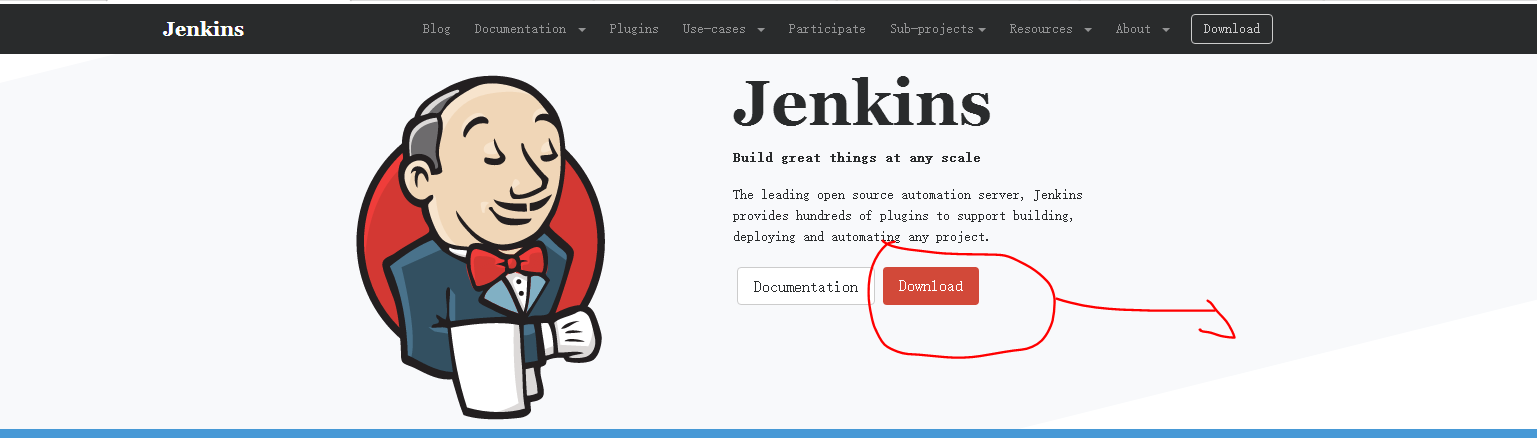 Jenkins Blog Documentation Plugins Use-cases Participate Sub-projects Resources About Download
Jenkins
Build great things at any scale
The leading open source automation server, Jenkins
provides hundreds of plugins to support building,
deploying and automating any project.
Documentation Download